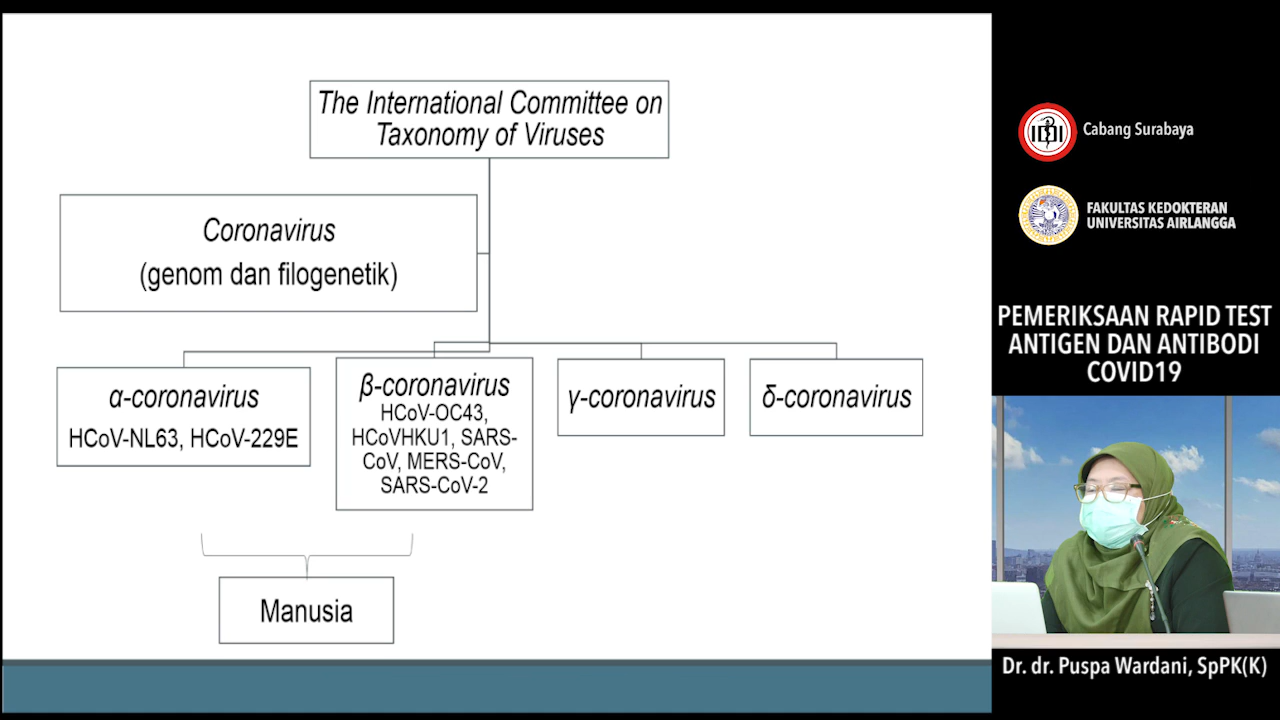 The International Committee on
Taxonomy of Viruses
Coronavirus
(genom dan filogenetik)
α-coronavirus
HCoV-NL63, HCoV-229E
β-coronavirus
HCoV-OC43,
HCoVHKU1, SARS-
CoV, MERS-CoV,
SARS-CoV-2
γ-coronavirus
δ-coronavirus
Manusia
IDI
Cabang Surabaya
FAKULTAS KEDOKTERAN
UNIVERSITAS AIRLANGGA
PEMERIKSAAN RAPID TEST
ANTIGEN DAN ANTIBODI
COVID19
Dr. dr. Puspa Wardani, SpPK(K)